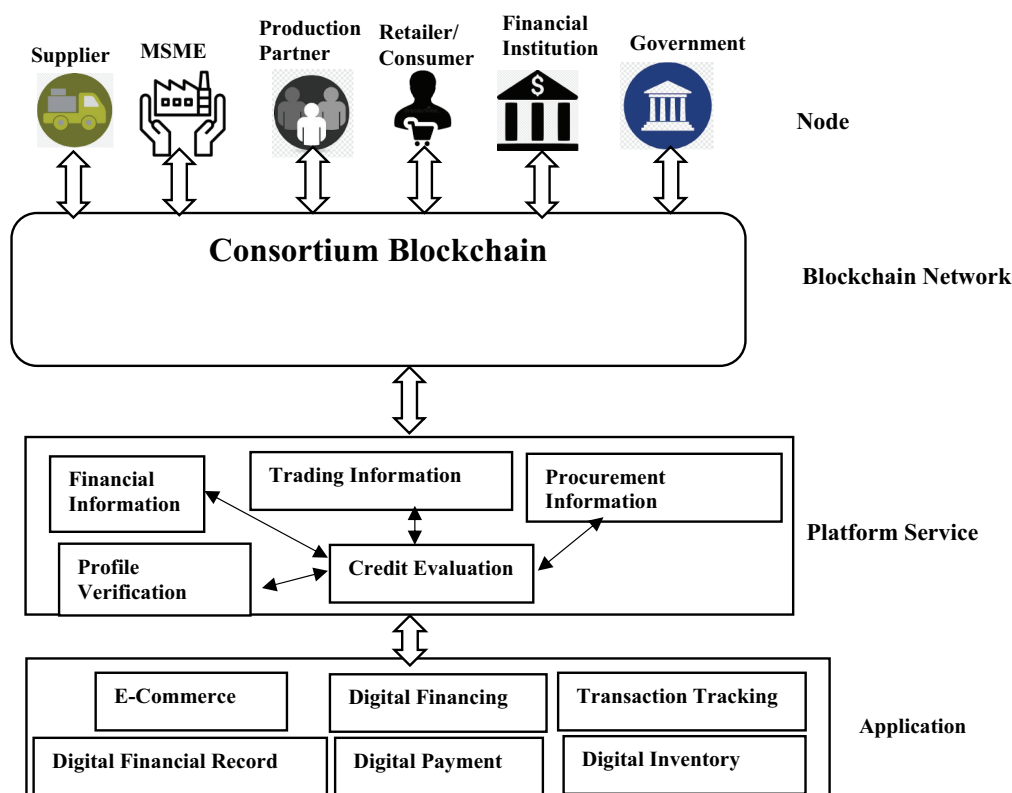 Supplier
MSME
Production
Partner
Retailer/
Consumer
Financial
Institution
Government
$
Node
Consortium Blockchain
Blockchain Network
Financial
Information
Trading Information
Procurement
Information
Platform Service
Profile
Verification
Credit Evaluation
E-Commerce
Digital Financing
Transaction Tracking
Application
Digital Financial Record
Digital Payment
Digital Inventory